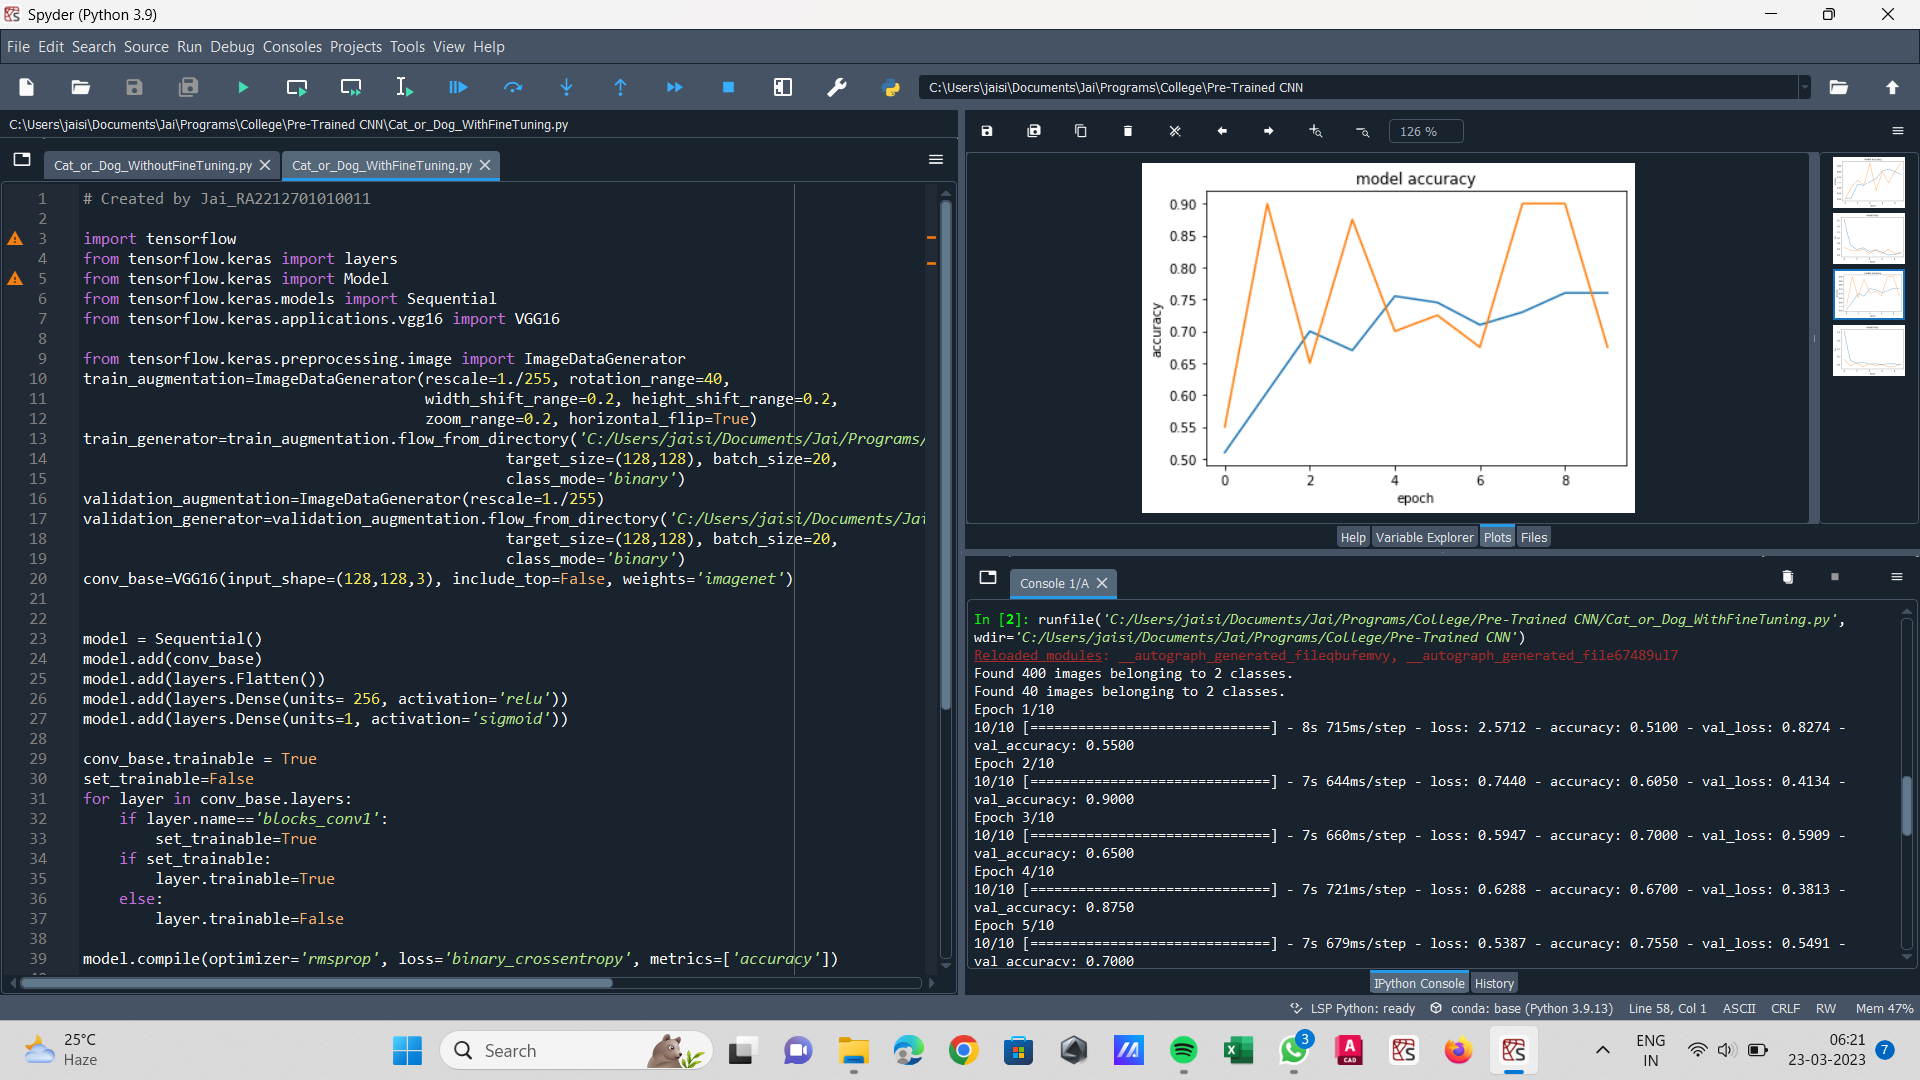 Spyder (Python 3.9)
File Edit Search Source Run Debug Consoles Projects Tools View Help
C:\Users\jaisi\Documents\Jai\Programs\College\Pre-Trained CNN
C:\Users\jaisi\Documents\Jai\Programs\College\Pre-Trained CNN\Cat_or_Dog_WithFineTuning.py
Cat_or_Dog_WithoutFineTuning.py
Cat_or_Dog_WithFineTuning.py
1 # Created by Jai_RA2212701010011
2
3 import tensorflow
4 from tensorflow.keras import layers
5 from tensorflow.keras import Model
6 from tensorflow.keras.models import Sequential
7 from tensorflow.keras.applications.vgg16 import VGG16
8
9 from tensorflow.keras.preprocessing.image import ImageDataGenerator
10 train_augmentation=ImageDataGenerator(rescale=1./255, rotation_range=40,
11 width_shift_range=0.2, height_shift_range=0.2,
12 zoom_range=0.2, horizontal_flip=True)
13 train_generator=train_augmentation.flow_from_directory('C:/Users/jaisi/Documents/Jai/Programs/
14 target_size=(128,128), batch_size=20,
15 class_mode='binary')
16 validation_augmentation=ImageDataGenerator(rescale=1./255)
17 validation_generator=validation_augmentation.flow_from_directory('C:/Users/jaisi/Documents/Jai
18 target_size=(128,128), batch_size=20,
19 class_mode='binary')
20 conv_base=VGG16(input_shape=(128,128,3), include_top=False, weights='imagenet')
21
22
23 model = Sequential()
24 model.add(conv_base)
25 model.add(layers.Flatten())
26 model.add(layers.Dense(units= 256, activation='relu'))
27 model.add(layers.Dense(units=1, activation='sigmoid'))
28
29 conv_base.trainable = True
30 set_trainable=False
31 for layer in conv_base.layers:
32 if layer.name=='blocks_conv1':
33 set_trainable=True
34 if set_trainable:
35 layer.trainable=True
36 else:
37 layer.trainable=False
38
39 model.compile(optimizer='rmsprop', loss='binary_crossentropy', metrics=['accuracy'])
126 %
model accuracy
0.90
0.85
0.80
0.75
0.70
0.65
0.60
0.55
0.50
accuracy
0 2 4 6 8
epoch
Help Variable Explorer Plots Files
Console 1/A
In [2]: runfile('C:/Users/jaisi/Documents/Jai/Programs/College/Pre-Trained CNN/Cat_or_Dog_WithFineTuning.py',
wdir='C:/Users/jaisi/Documents/Jai/Programs/College/Pre-Trained CNN')
Reloaded modules: __autograph_generated_fileqbufemvy, __autograph_generated_file67489ul7
Found 400 images belonging to 2 classes.
Found 40 images belonging to 2 classes.
Epoch 1/10
10/10 [==============================] - 8s 715ms/step - loss: 2.5712 - accuracy: 0.5100 - val_loss: 0.8274 -
val_accuracy: 0.5500
Epoch 2/10
10/10 [==============================] - 7s 644ms/step - loss: 0.7440 - accuracy: 0.6050 - val_loss: 0.4134 -
val_accuracy: 0.9000
Epoch 3/10
10/10 [==============================] - 7s 660ms/step - loss: 0.5947 - accuracy: 0.7000 - val_loss: 0.5909 -
val_accuracy: 0.6500
Epoch 4/10
10/10 [==============================] - 7s 721ms/step - loss: 0.6288 - accuracy: 0.6700 - val_loss: 0.3813 -
val_accuracy: 0.8750
Epoch 5/10
10/10 [==============================] - 7s 679ms/step - loss: 0.5387 - accuracy: 0.7550 - val_loss: 0.5491 -
val_accuracy: 0.7000
IPython Console History
LSP Python: ready conda: base (Python 3.9.13) Line 58, Col 1 ASCII CRLF RW Mem 47%
25°C
Haze
Search
3
A
CAD
ENG
IN
06:21
23-03-2023
7